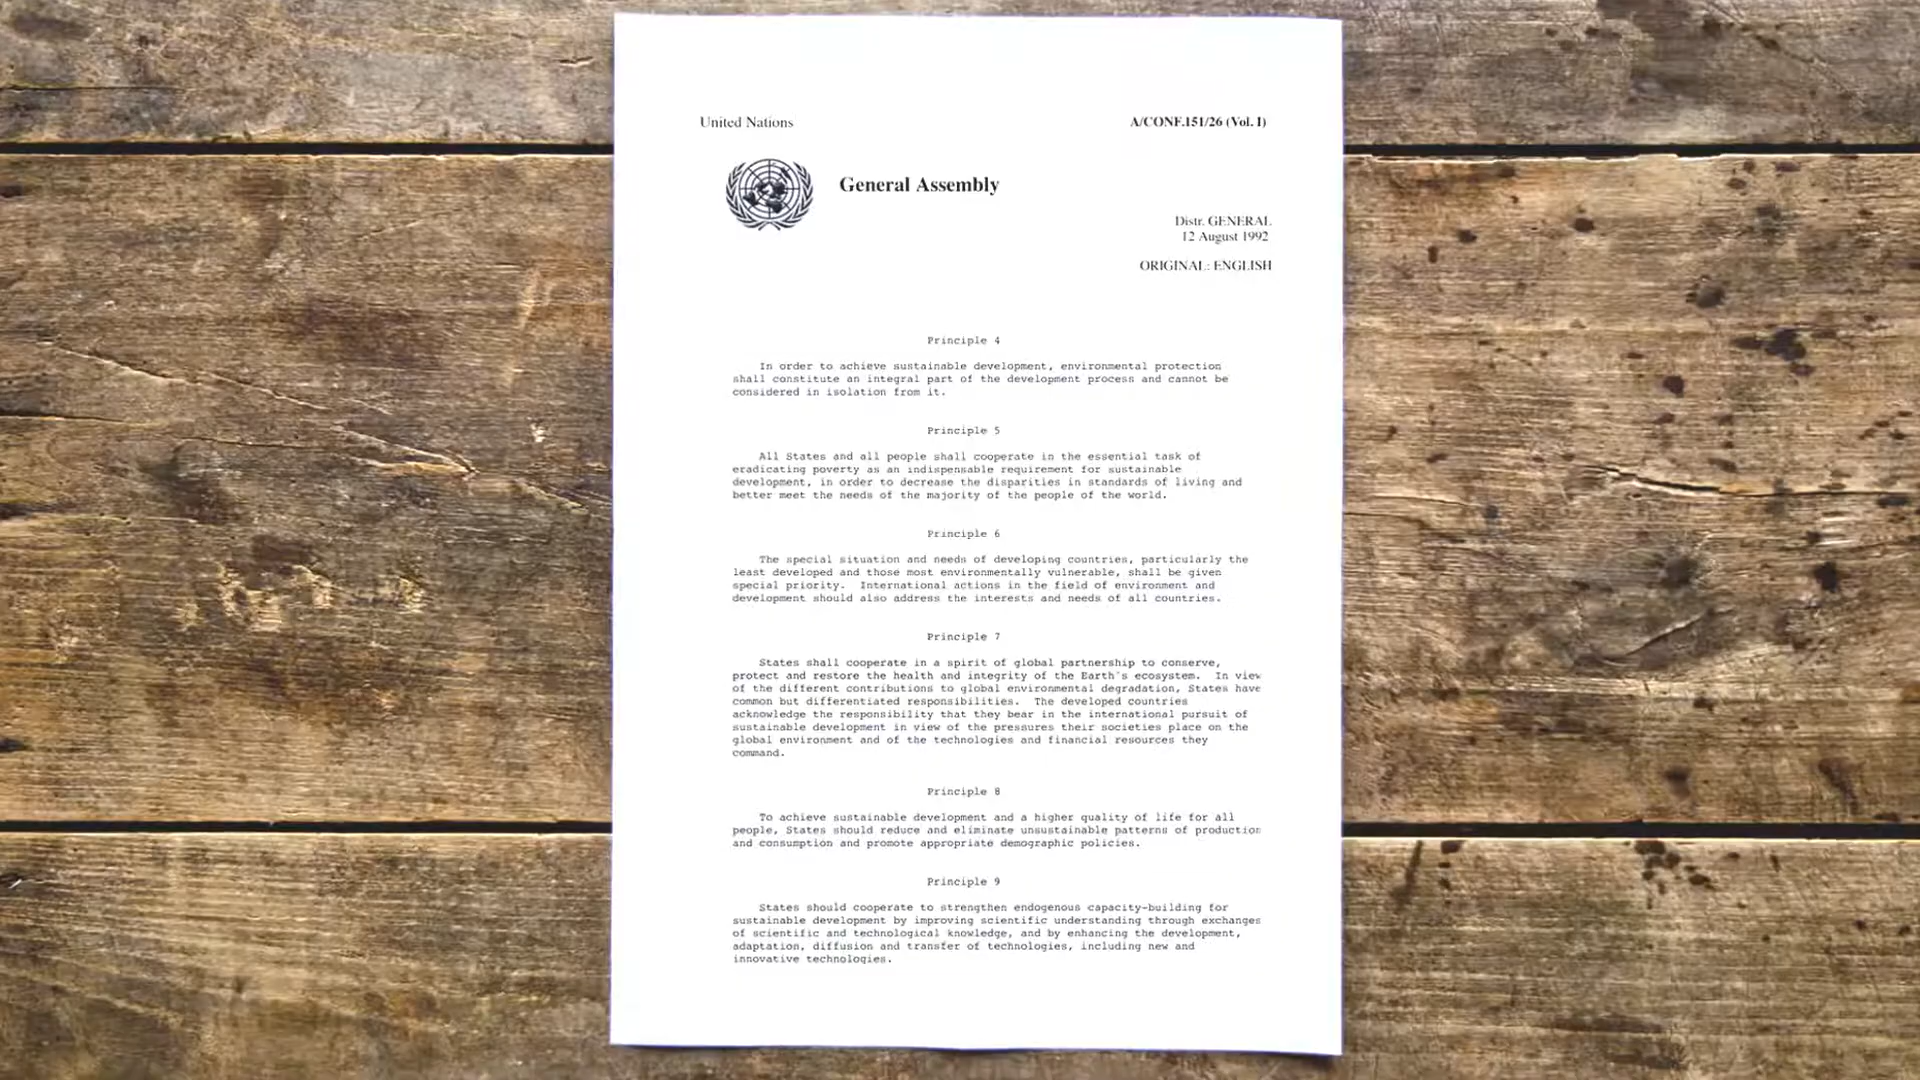 United Nations
A/CONF.151/26 (Vol. I)
General Assembly
Distr. GENERAL
12 August 1992
ORIGINAL: ENGLISH
Principle 4
In order to achieve sustainable development, environmental protection
shall constitute an integral part of the development process and cannot be
considered in isolation from it.
Principle 5
All States and all people shall cooperate in the essential task of
eradicating poverty as an indispensable requirement for sustainable
development, in order to decrease the disparities in standards of living and
better meet the needs of the majority of the people of the world.
Principle 6
The special situation and needs of developing countries, particularly the
least developed and those most environmentally vulnerable, shall be given
special priority. International actions in the field of environment and
development should also address the interests and needs of all countries.
Principle 7
States shall cooperate in a spirit of global partnership to conserve,
protect and restore the health and integrity of the Earth's ecosystem. In view
of the different contributions to global environmental degradation, States have
common but differentiated responsibilities. The developed countries
acknowledge the responsibility that they bear in the international pursuit of
sustainable development in view of the pressures their societies place on the
global environment and of the technologies and financial resources they
command.
Principle 8
To achieve sustainable development and a higher quality of life for all
people, States should reduce and eliminate unsustainable patterns of production
and consumption and promote appropriate demographic policies.
Principle 9
States should cooperate to strengthen endogenous capacity-building for
sustainable development by improving scientific understanding through exchanges
of scientific and technological knowledge, and by enhancing the development,
adaptation, diffusion and transfer of technologies, including new and
innovative technologies.